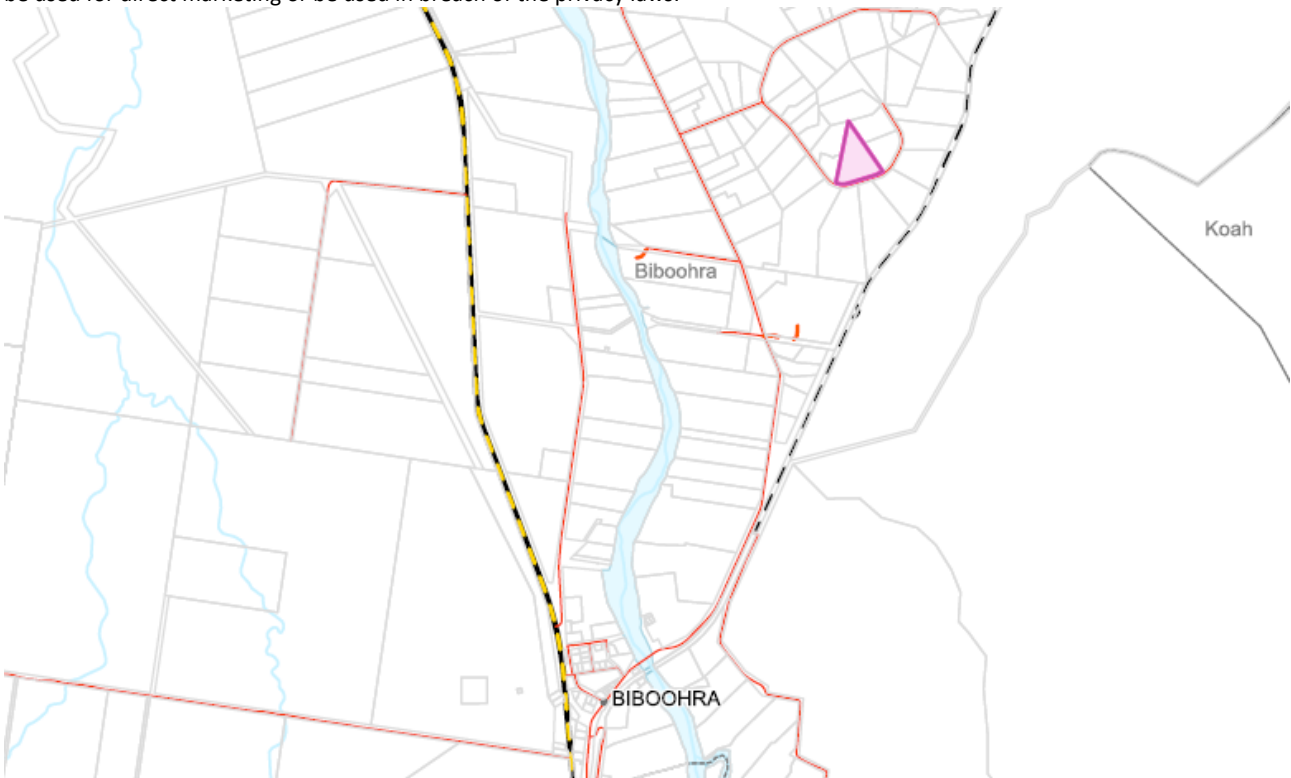 be used for direct marketing or be used in breach of the privacy laws.
Koah
Biboohra
BIBOOHRA